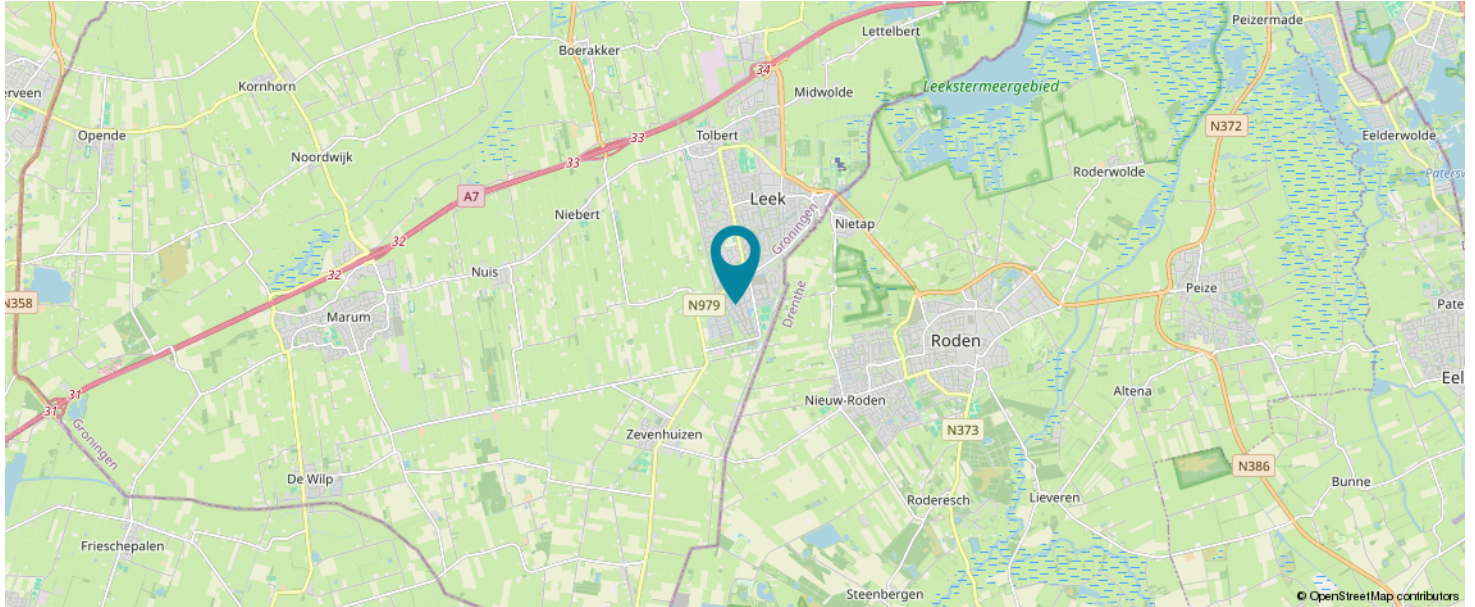 Lettelbert
Peizermade
Boerakker
34
Kornhorn
Leekstermeergebied
Midwolde
erveen
N372
Opende
Tolbert
33
Eelderwolde
Noordwijk
33
Roderwolde
Patersw
A7
Leek
Niebert
Groningen
Nietap
32
Nuis
32
Peize
N358
N979
Drenthe
Marum
Pate
Roden
Eel
31
Altena
31
Nieuw-Roden
Groningen
Zevenhuizen
N373
N386
De Wilp
Bunne
Roderesch
Lieveren
Frieschepalen
Steenbergen
© OpenStreetMap contributors